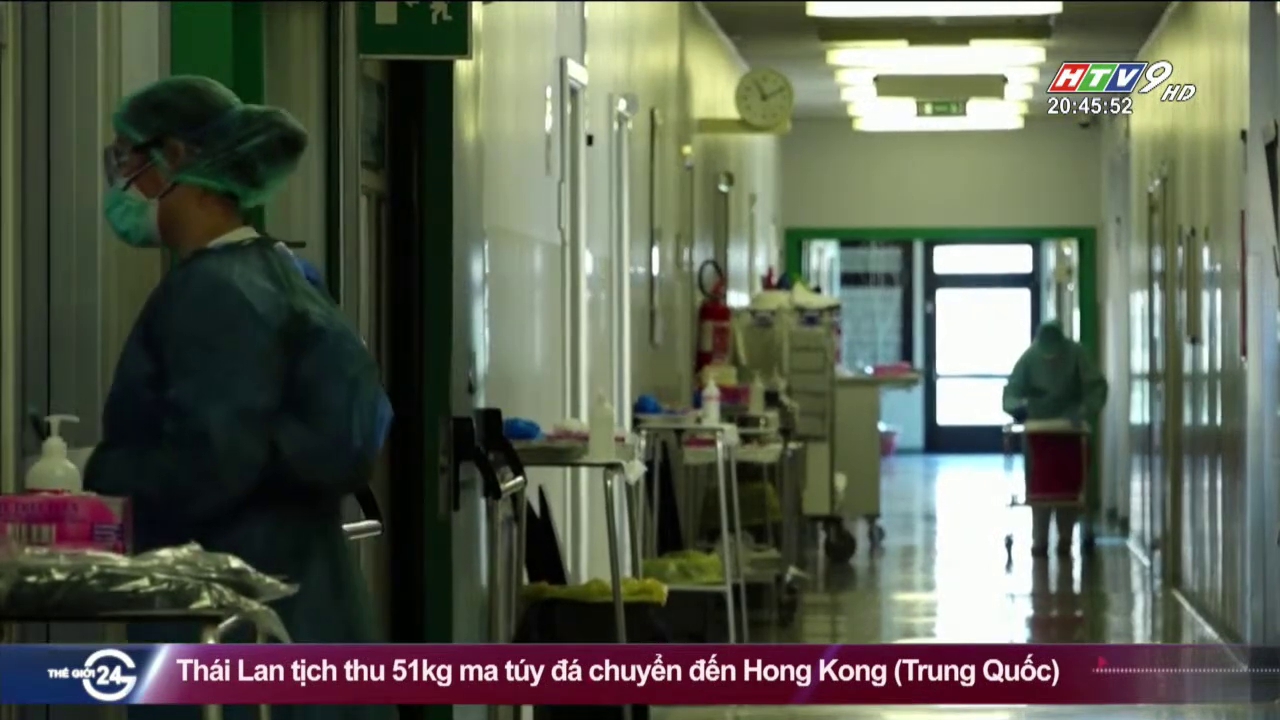 HTV9 HD
20:45:52
THẾ GIỚI 24G
Thái Lan tịch thu 51kg ma túy đá chuyển đến Hong Kong (Trung Quốc)